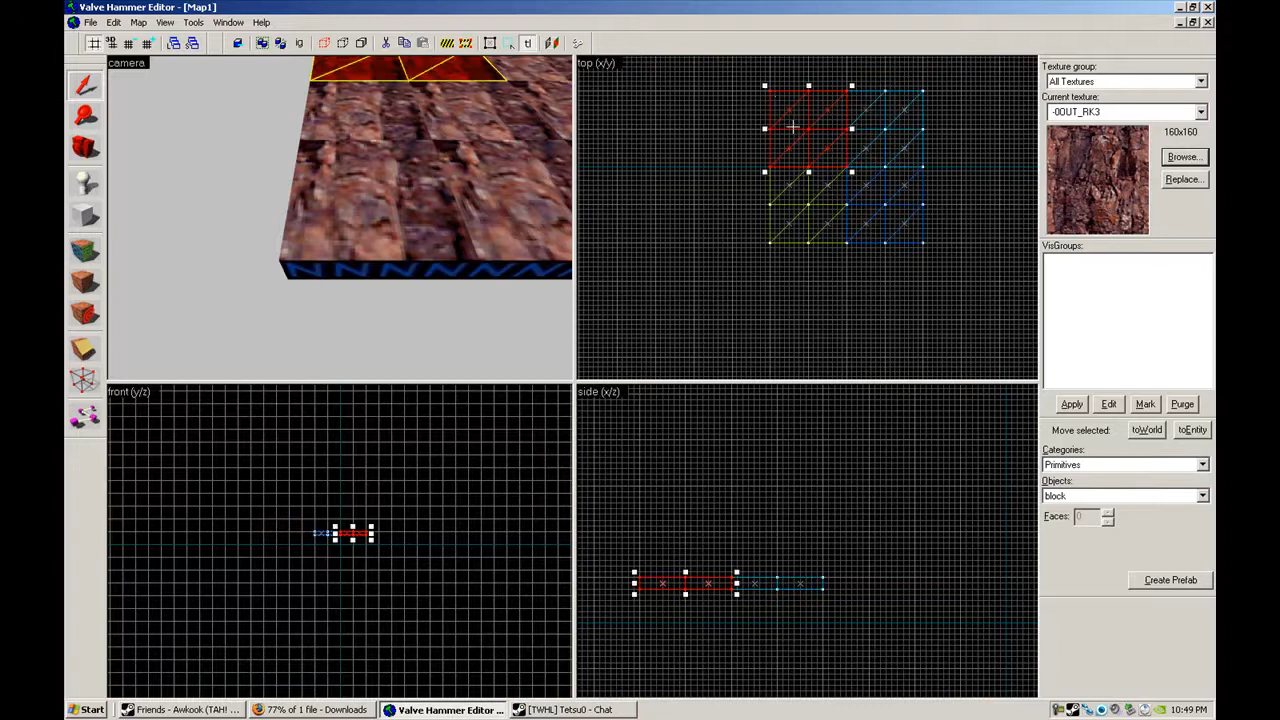 Valve Hammer Editor - [Map1]
File Edit Map View Tools Window Help
camera
top (x/y)
front (y/z)
side (x/z)
Texture group:
All Textures
Current texture:
-0OUT_RK3
160x160
Browse...
Replace...
VisGroups:
Apply Edit Mark Purge
Move selected: toWorld toEntity
Categories:
Primitives
Objects:
block
Faces: 0
Create Prefab
Start Friends - Awkook (TAH! ... 77% of 1 file - Downloads Valve Hammer Editor ... [TWHL] Tetsu0 - Chat 10:49 PM